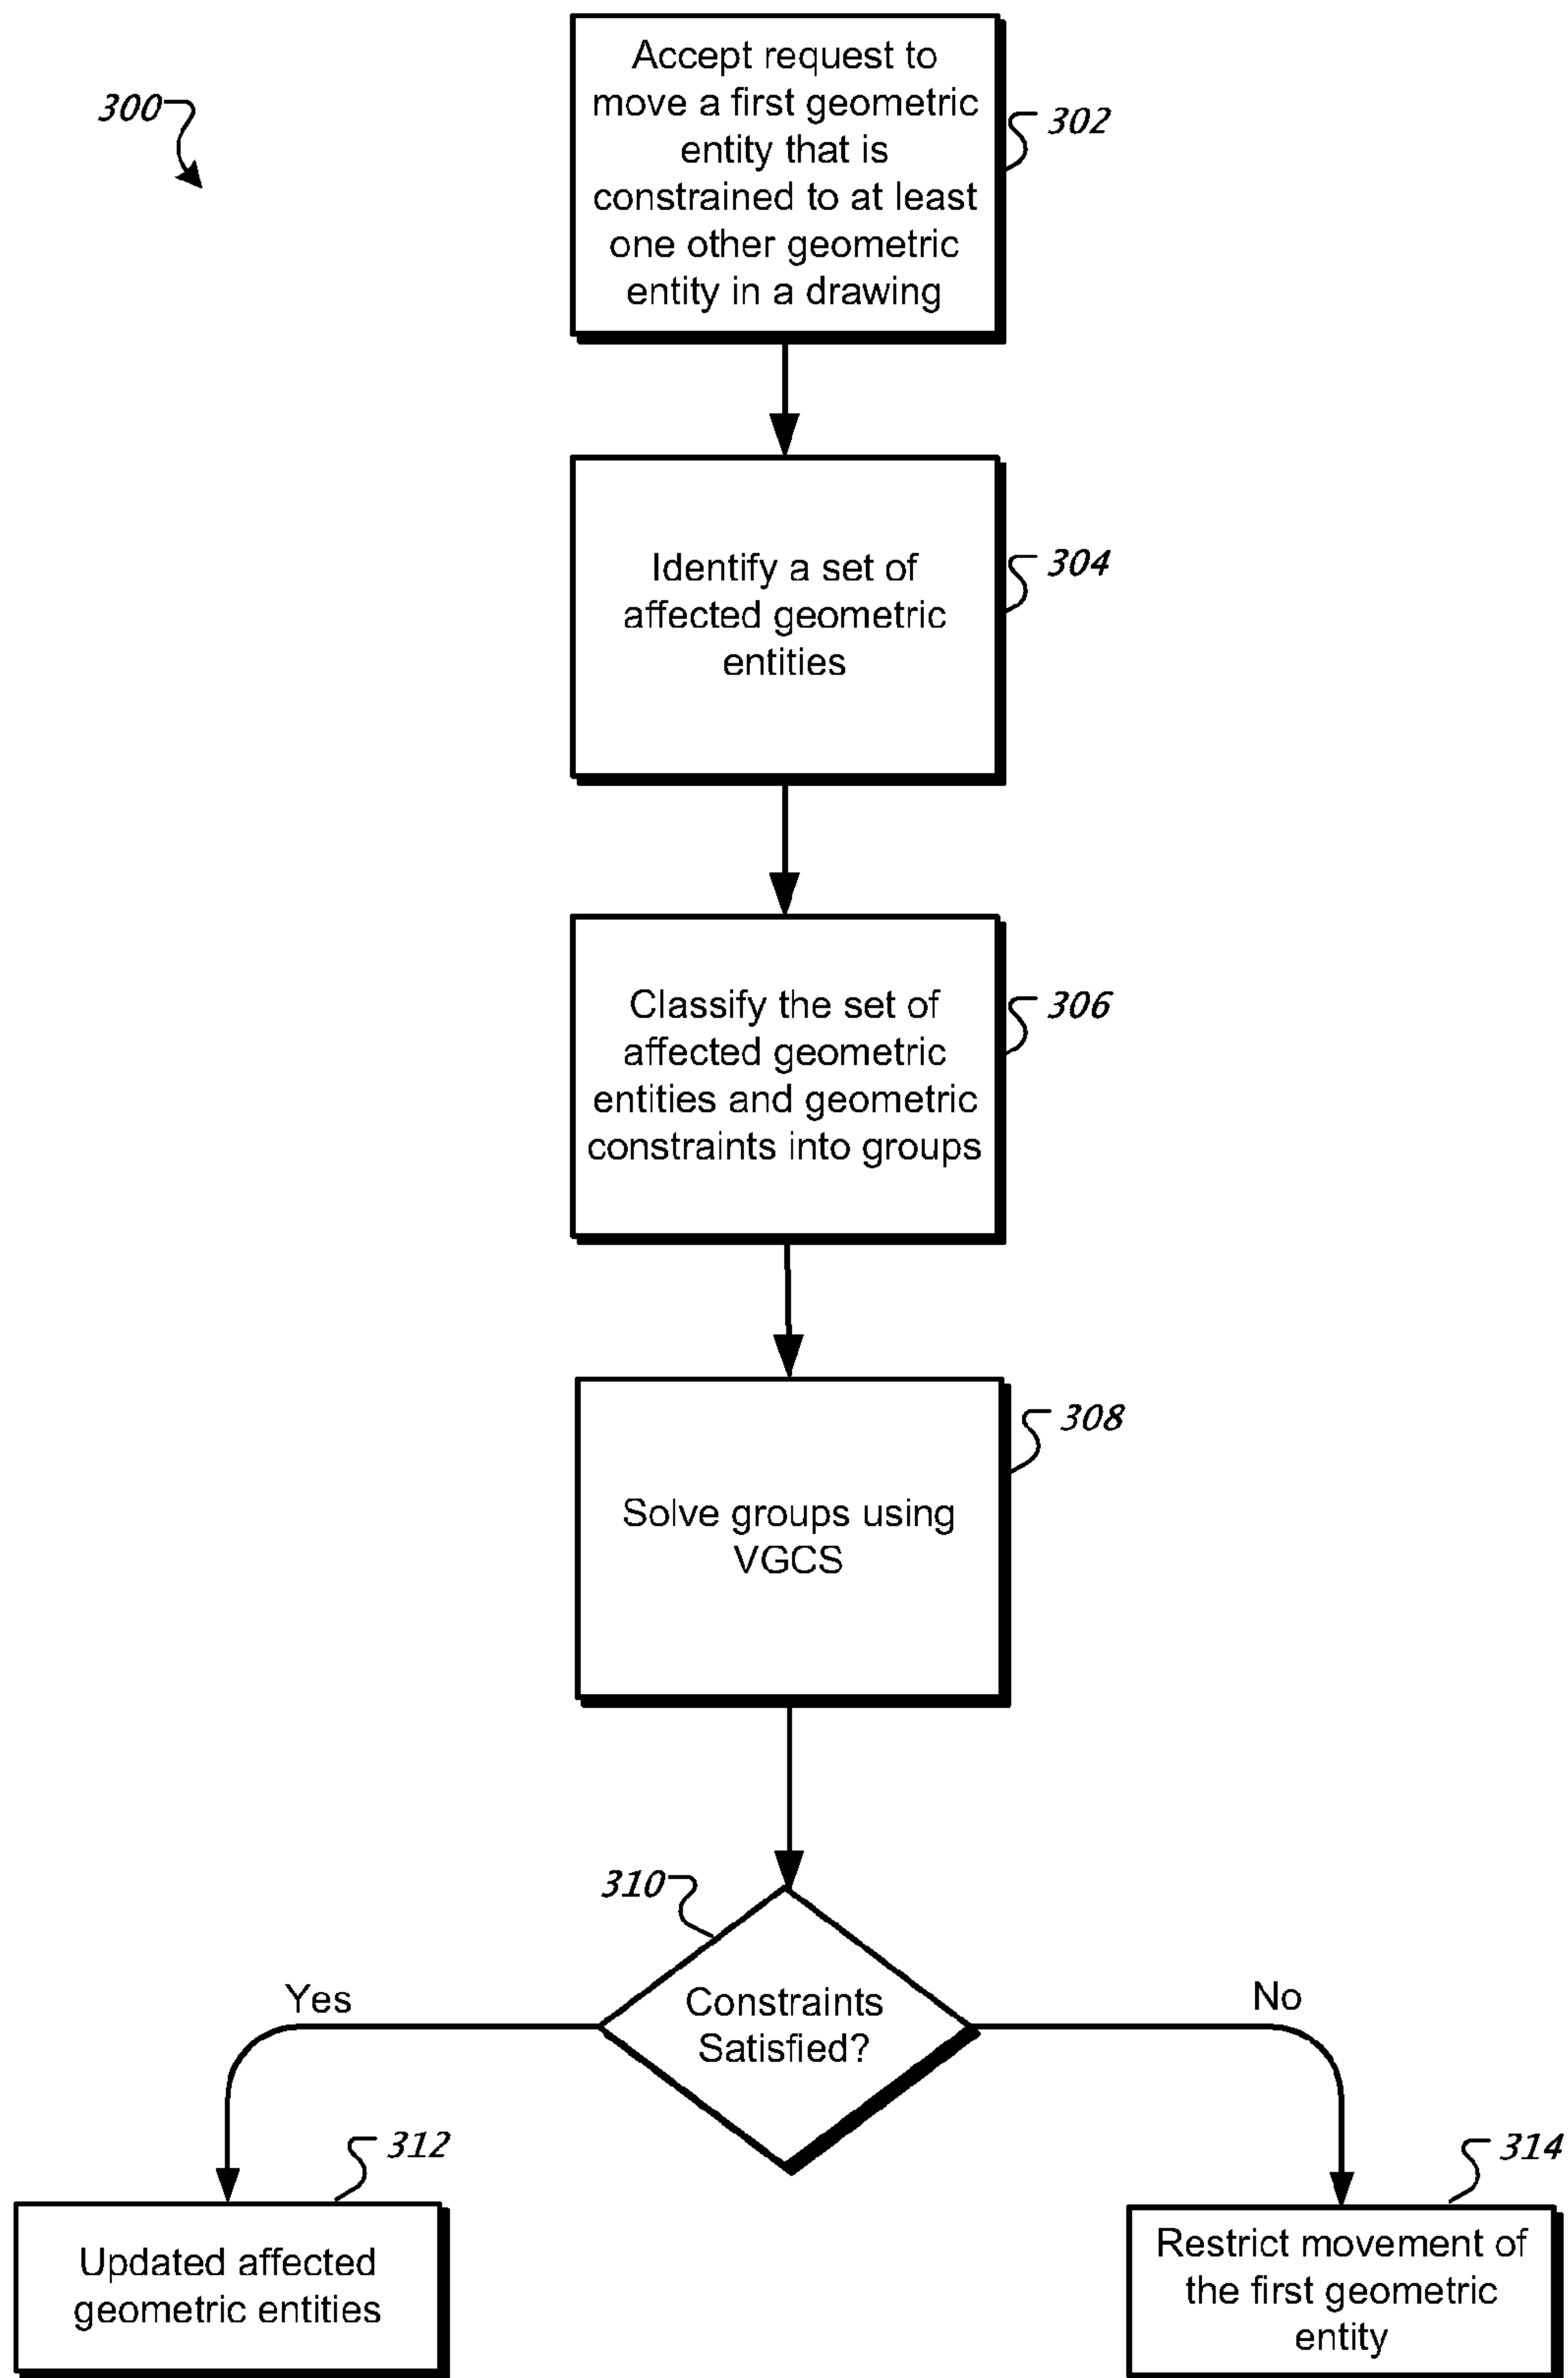 300
Accept request to
move a first geometric
entity that is
constrained to at least
one other geometric
entity in a drawing
302
Identify a set of
affected geometric
entities
304
Classify the set of
affected geometric
entities and geometric
constraints into groups
306
Solve groups using
VGCS
308
310
Constraints
Satisfied?
Yes
No
312
Updated affected
geometric entities
314
Restrict movement of
the first geometric
entity